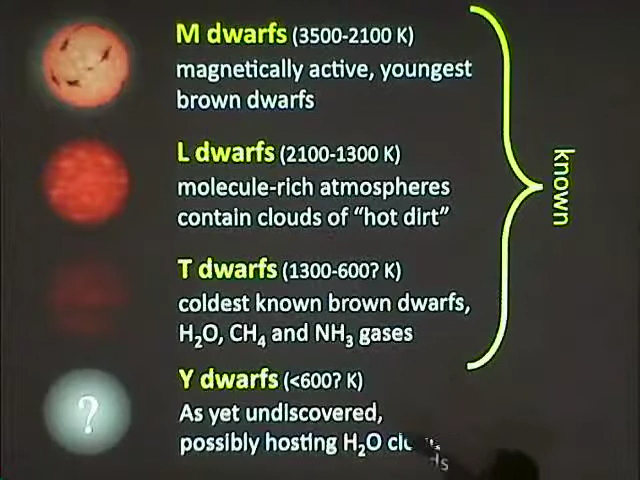 M dwarfs (3500-2100 K)
magnetically active, youngest
brown dwarfs
L dwarfs (2100-1300 K)
molecule-rich atmospheres
contain clouds of “hot dirt”
T dwarfs (1300-600? K)
coldest known brown dwarfs,
H₂O, CH₄ and NH₃ gases
known
Y dwarfs (<600? K)
?
As yet undiscovered,
possibly hosting H₂O